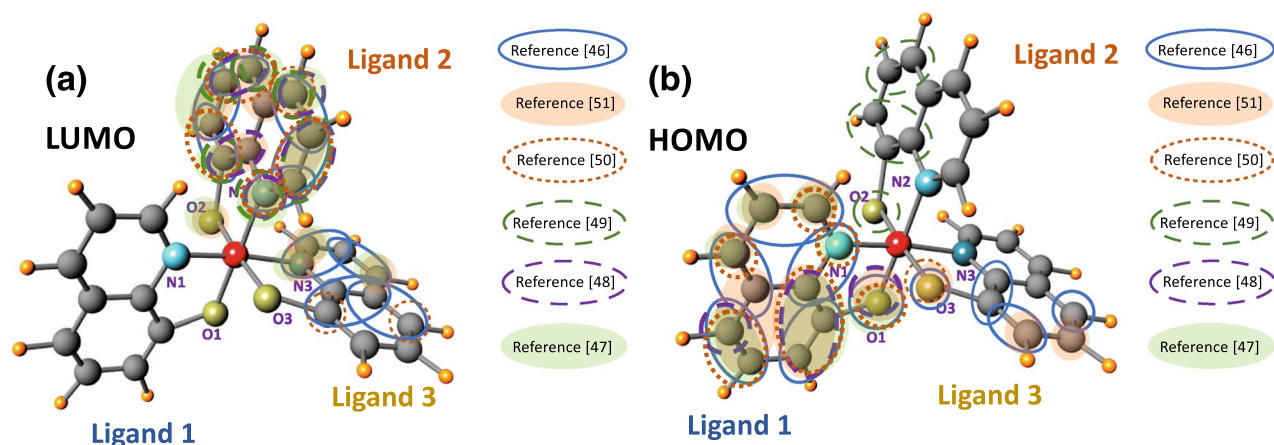 (a)
LUMO
Ligand 2
N
O2
N1
N3
O1
O3
Ligand 3
Ligand 1
Reference [46]
Reference [51]
Reference [50]
Reference [49]
Reference [48]
Reference [47]
(b)
HOMO
Ligand 2
N2
O2
N1
N3
O3
O1
Ligand 3
Ligand 1
Reference [46]
Reference [51]
Reference [50]
Reference [49]
Reference [48]
Reference [47]